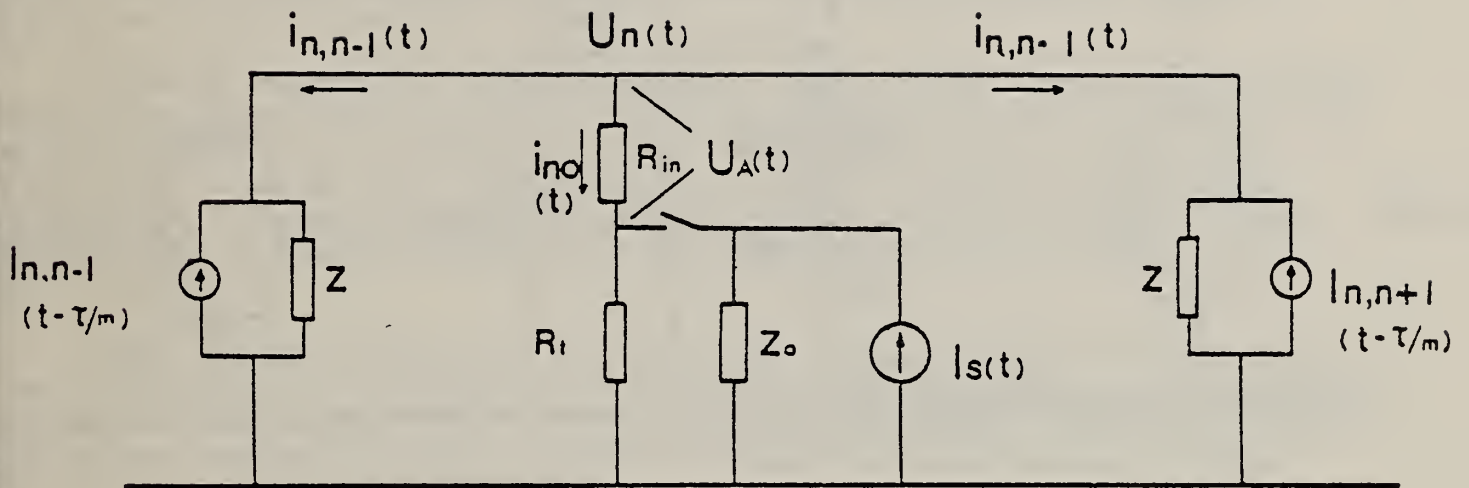 in,n-1(t)
Un(t)
in,n-1(t)
ino
(t)
Rin
UA(t)
In,n-1
(t-τ/m)
Z
Rt
Zo
Is(t)
Z
In,n+1
(t-τ/m)